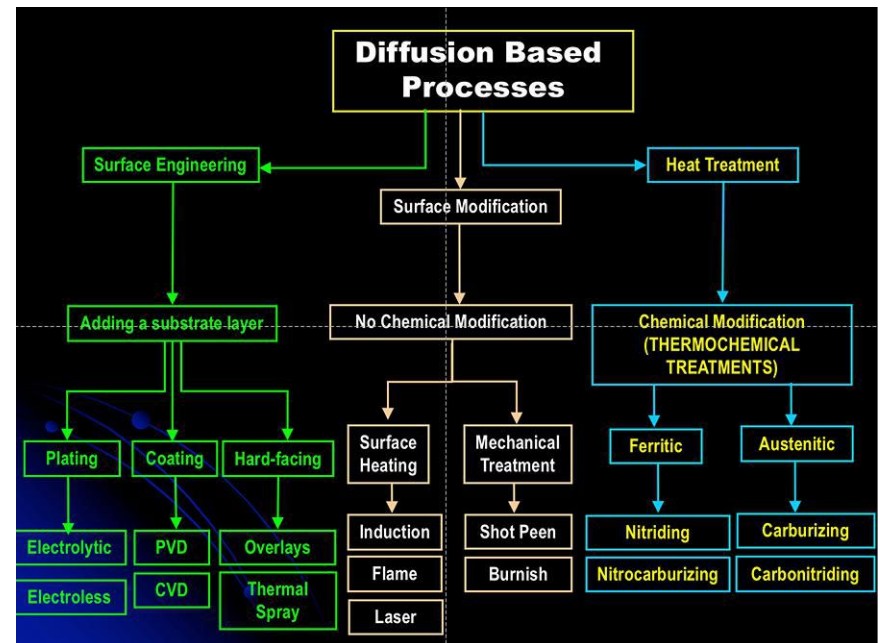 Diffusion Based
Processes
Surface Engineering
Heat Treatment
Surface Modification
Adding a substrate layer
No Chemical Modification
Chemical Modification
(THERMOCHEMICAL
TREATMENTS)
Plating
Coating
Hard-facing
Surface
Heating
Mechanical
Treatment
Ferritic
Austenitic
Electrolytic
PVD
Overlays
Induction
Shot Peen
Nitriding
Carburizing
Electroless
CVD
Thermal
Spray
Flame
Burnish
Nitrocarburizing
Carbonitriding
Laser